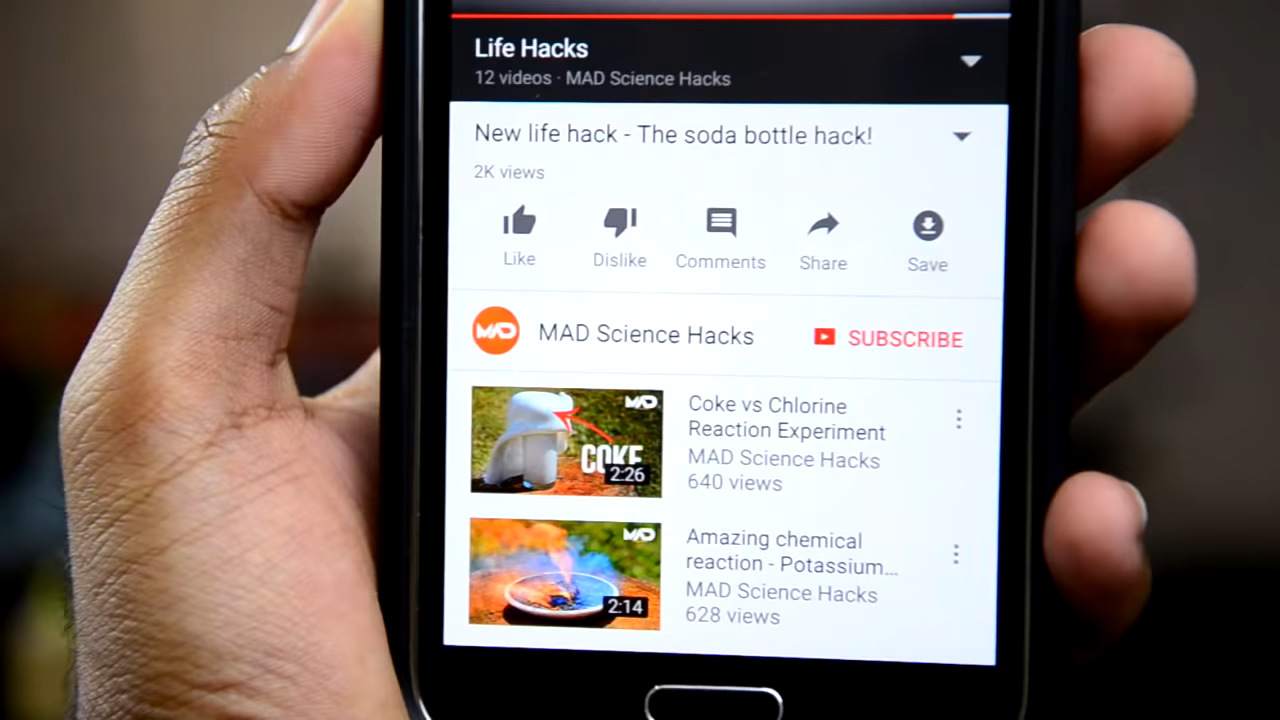 Life Hacks
12 videos · MAD Science Hacks
New life hack - The soda bottle hack!
2K views
Like Dislike Comments Share Save
MAD MAD Science Hacks SUBSCRIBE
MAD
COKE
2:26
Coke vs Chlorine
Reaction Experiment
MAD Science Hacks
640 views
MAD
2:14
Amazing chemical
reaction - Potassium...
MAD Science Hacks
628 views